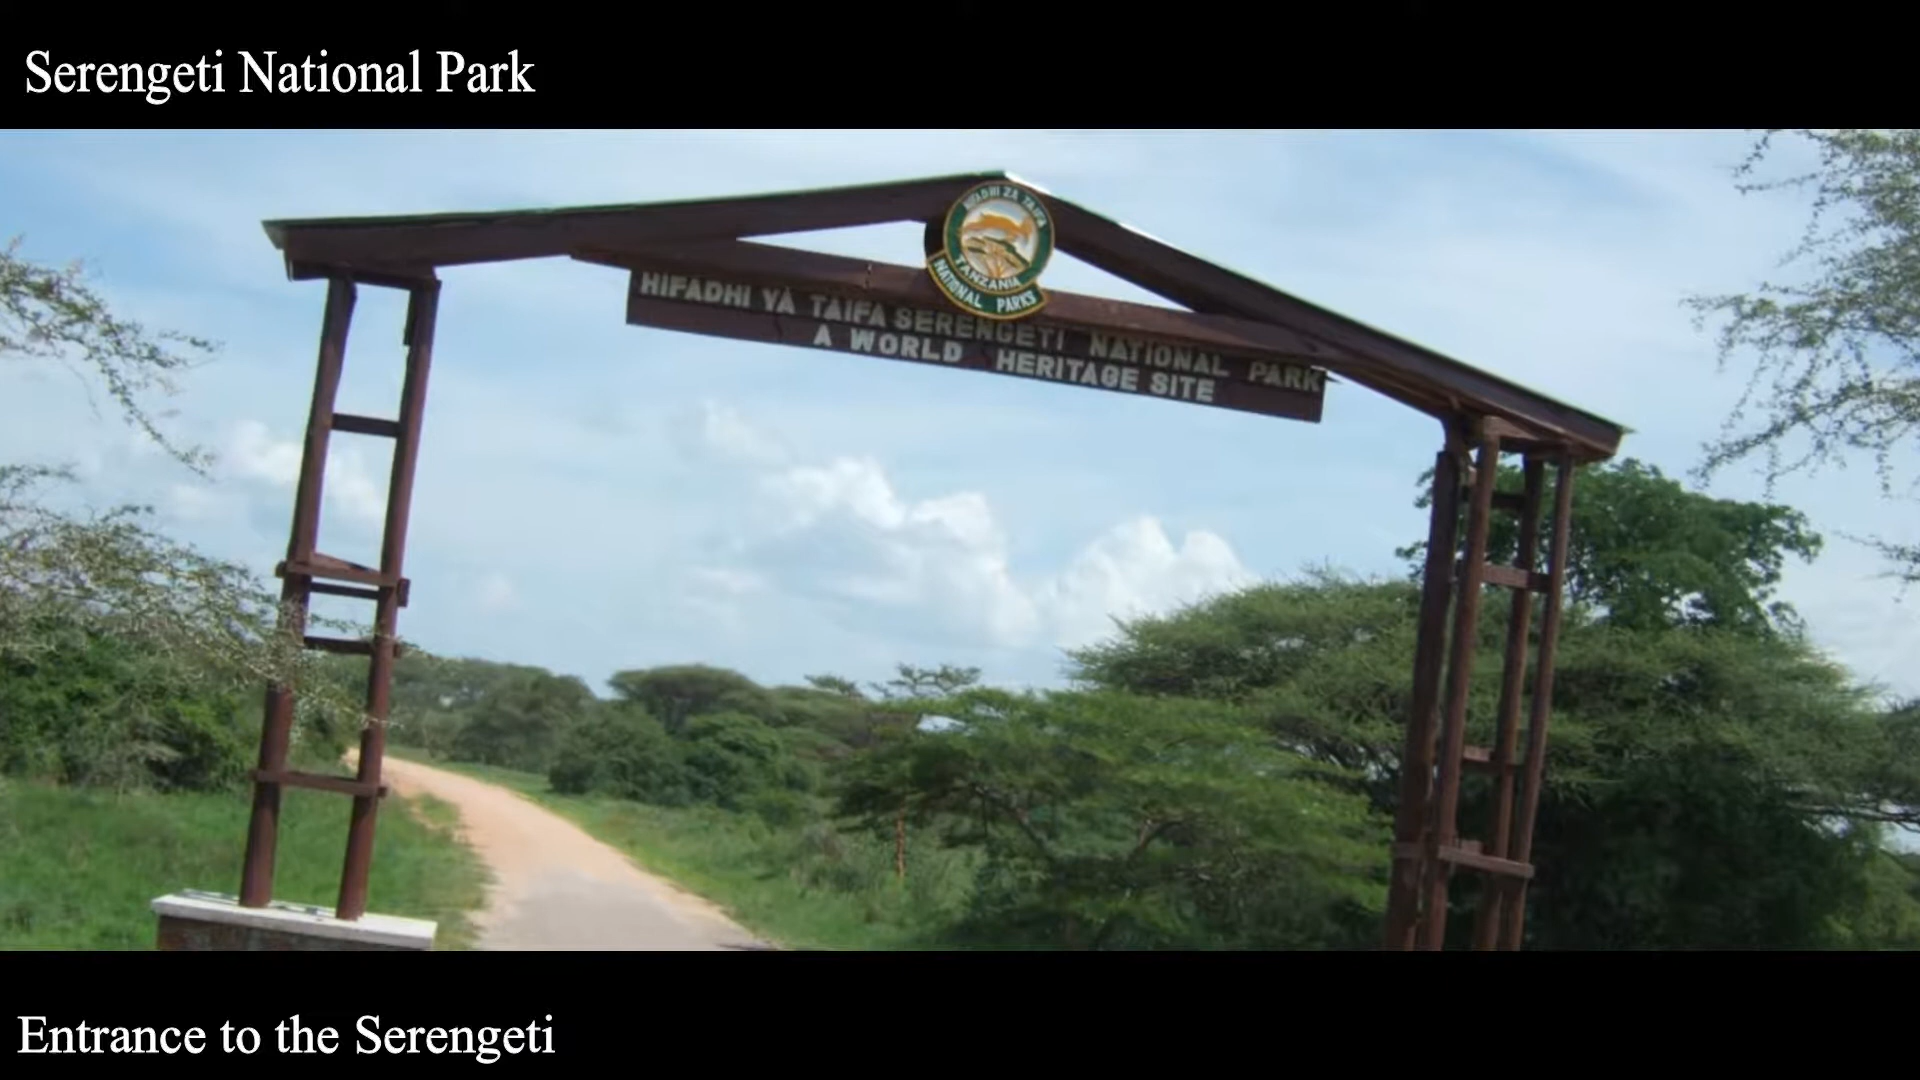 Serengeti National Park
HIFADHI ZA TAIFA
TANZANIA
NATIONAL PARKS
HIFADHI YA TAIFA SERENGETI NATIONAL PARK
A WORLD HERITAGE SITE
Entrance to the Serengeti